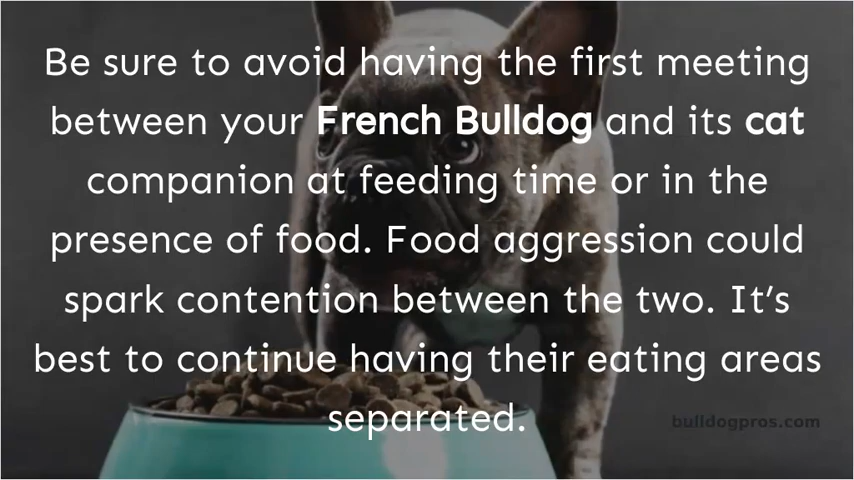 Be sure to avoid having the first meeting
between your French Bulldog and its cat
companion at feeding time or in the
presence of food. Food aggression could
spark contention between the two. It’s
best to continue having their eating areas
separated.
bulldogpros.com